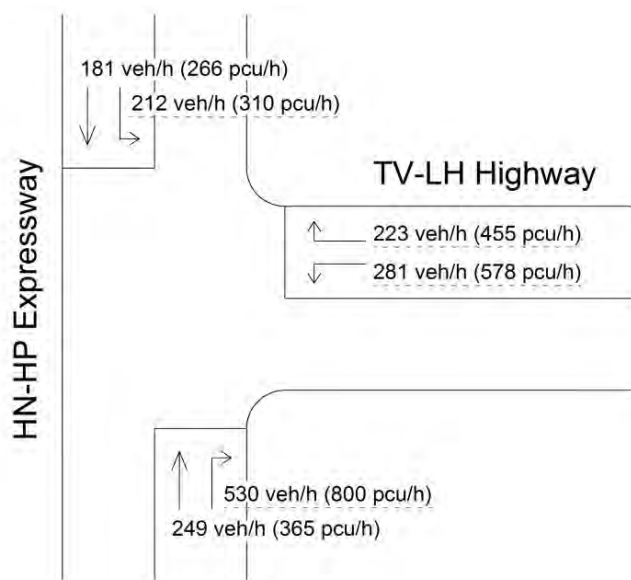 181 veh/h (266 pcu/h)
212 veh/h (310 pcu/h)
TV-LH Highway
223 veh/h (455 pcu/h)
281 veh/h (578 pcu/h)
HN-HP Expressway
530 veh/h (800 pcu/h)
249 veh/h (365 pcu/h)